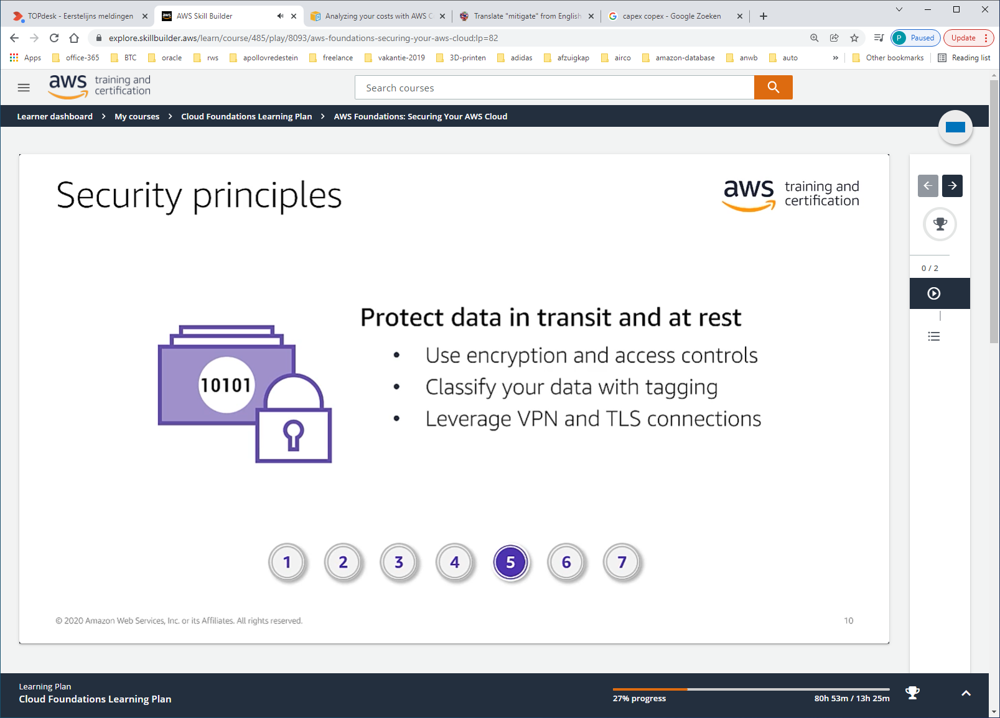 TOPdesk - Eerstelijns meldingen
AWS Skill Builder
Analyzing your costs with AWS C
Translate "mitigate" from English
capex copex - Google Zoeken
explore.skillbuilder.aws/learn/course/485/play/8093/aws-foundations-securing-your-aws-cloud;lp=82
P Paused
Update
Apps office-365 BTC oracle rws apollovredestein freelance vakantie-2019 3D-printen adidas afzuigkap airco amazon-database anwb auto » Other bookmarks Reading list
aws training and certification
Search courses
Learner dashboard > My courses > Cloud Foundations Learning Plan > AWS Foundations: Securing Your AWS Cloud
Security principles
aws training and
certification
0 / 2
Protect data in transit and at rest
• Use encryption and access controls
• Classify your data with tagging
• Leverage VPN and TLS connections
10101
1 2 3 4 5 6 7
© 2020 Amazon Web Services, Inc. or its Affiliates. All rights reserved.
10
Learning Plan
Cloud Foundations Learning Plan
27% progress
80h 53m / 13h 25m